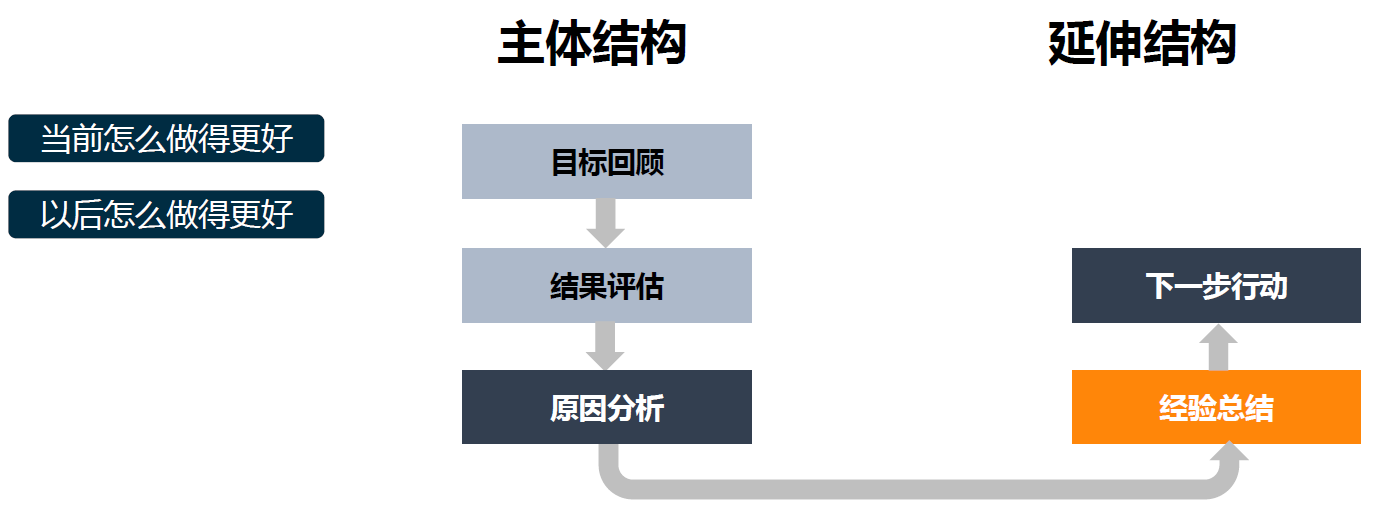 主体结构
延伸结构
当前怎么做得更好
以后怎么做得更好
目标回顾
结果评估
原因分析
下一步行动
经验总结